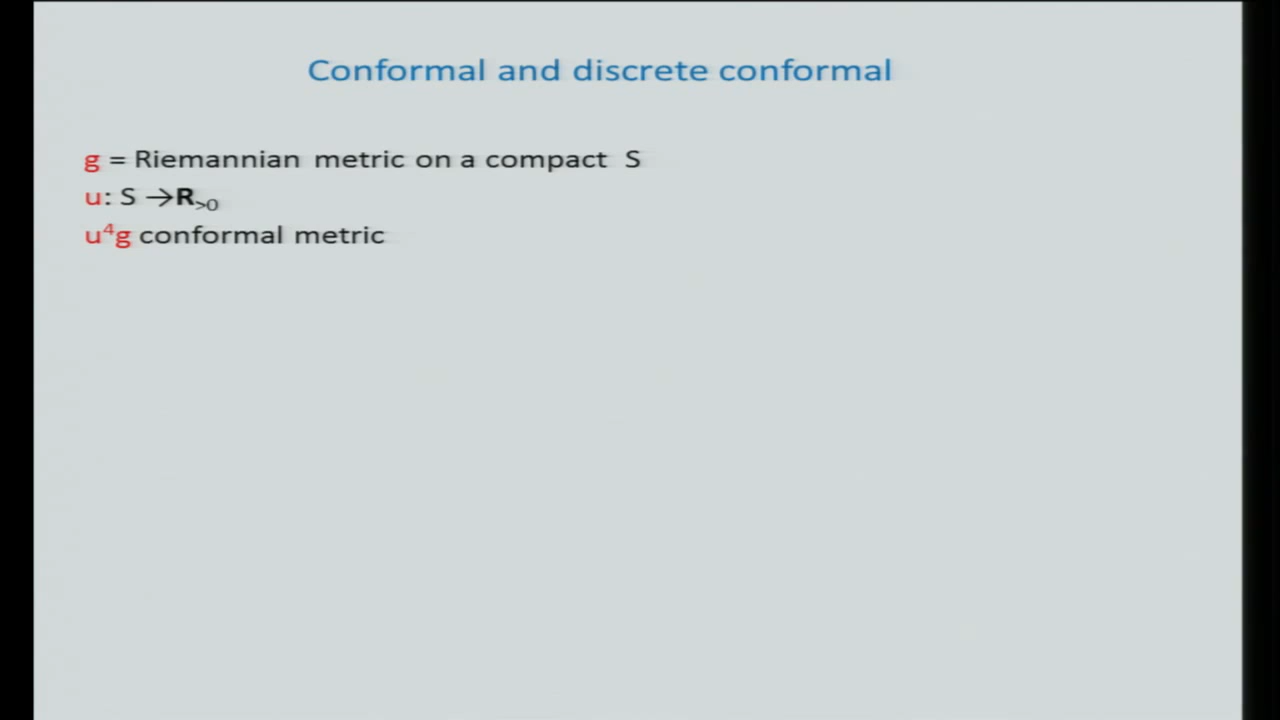 Conformal and discrete conformal
g = Riemannian metric on a compact S
u: S →R>0
u⁴g conformal metric